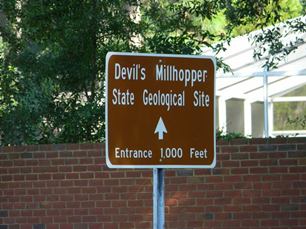 Devil's Millhopper
State Geological Site
Entrance 1,000 Feet